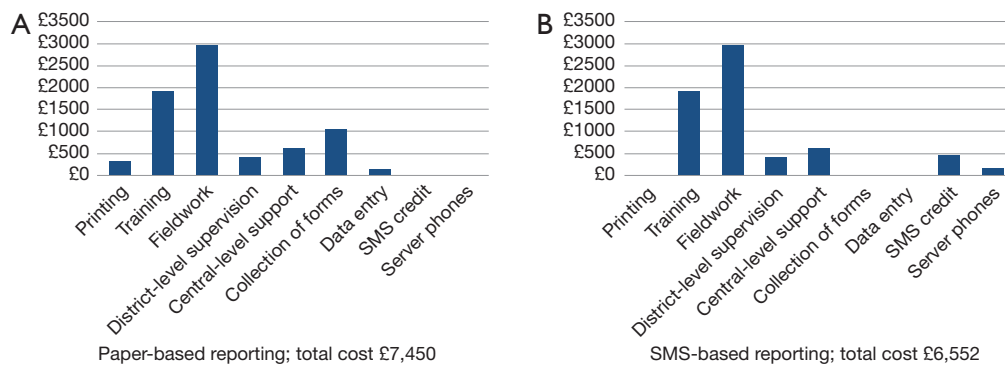 A
£3500
£3000
£2500
£2000
£1500
£1000
£500
£0
Printing
Training
Fieldwork
District-level supervision
Central-level support
Collection of forms
Data entry
SMS credit
Server phones
Paper-based reporting; total cost £7,450
B
£3500
£3000
£2500
£2000
£1500
£1000
£500
£0
Printing
Training
Fieldwork
District-level supervision
Central-level support
Collection of forms
Data entry
SMS credit
Server phones
SMS-based reporting; total cost £6,552